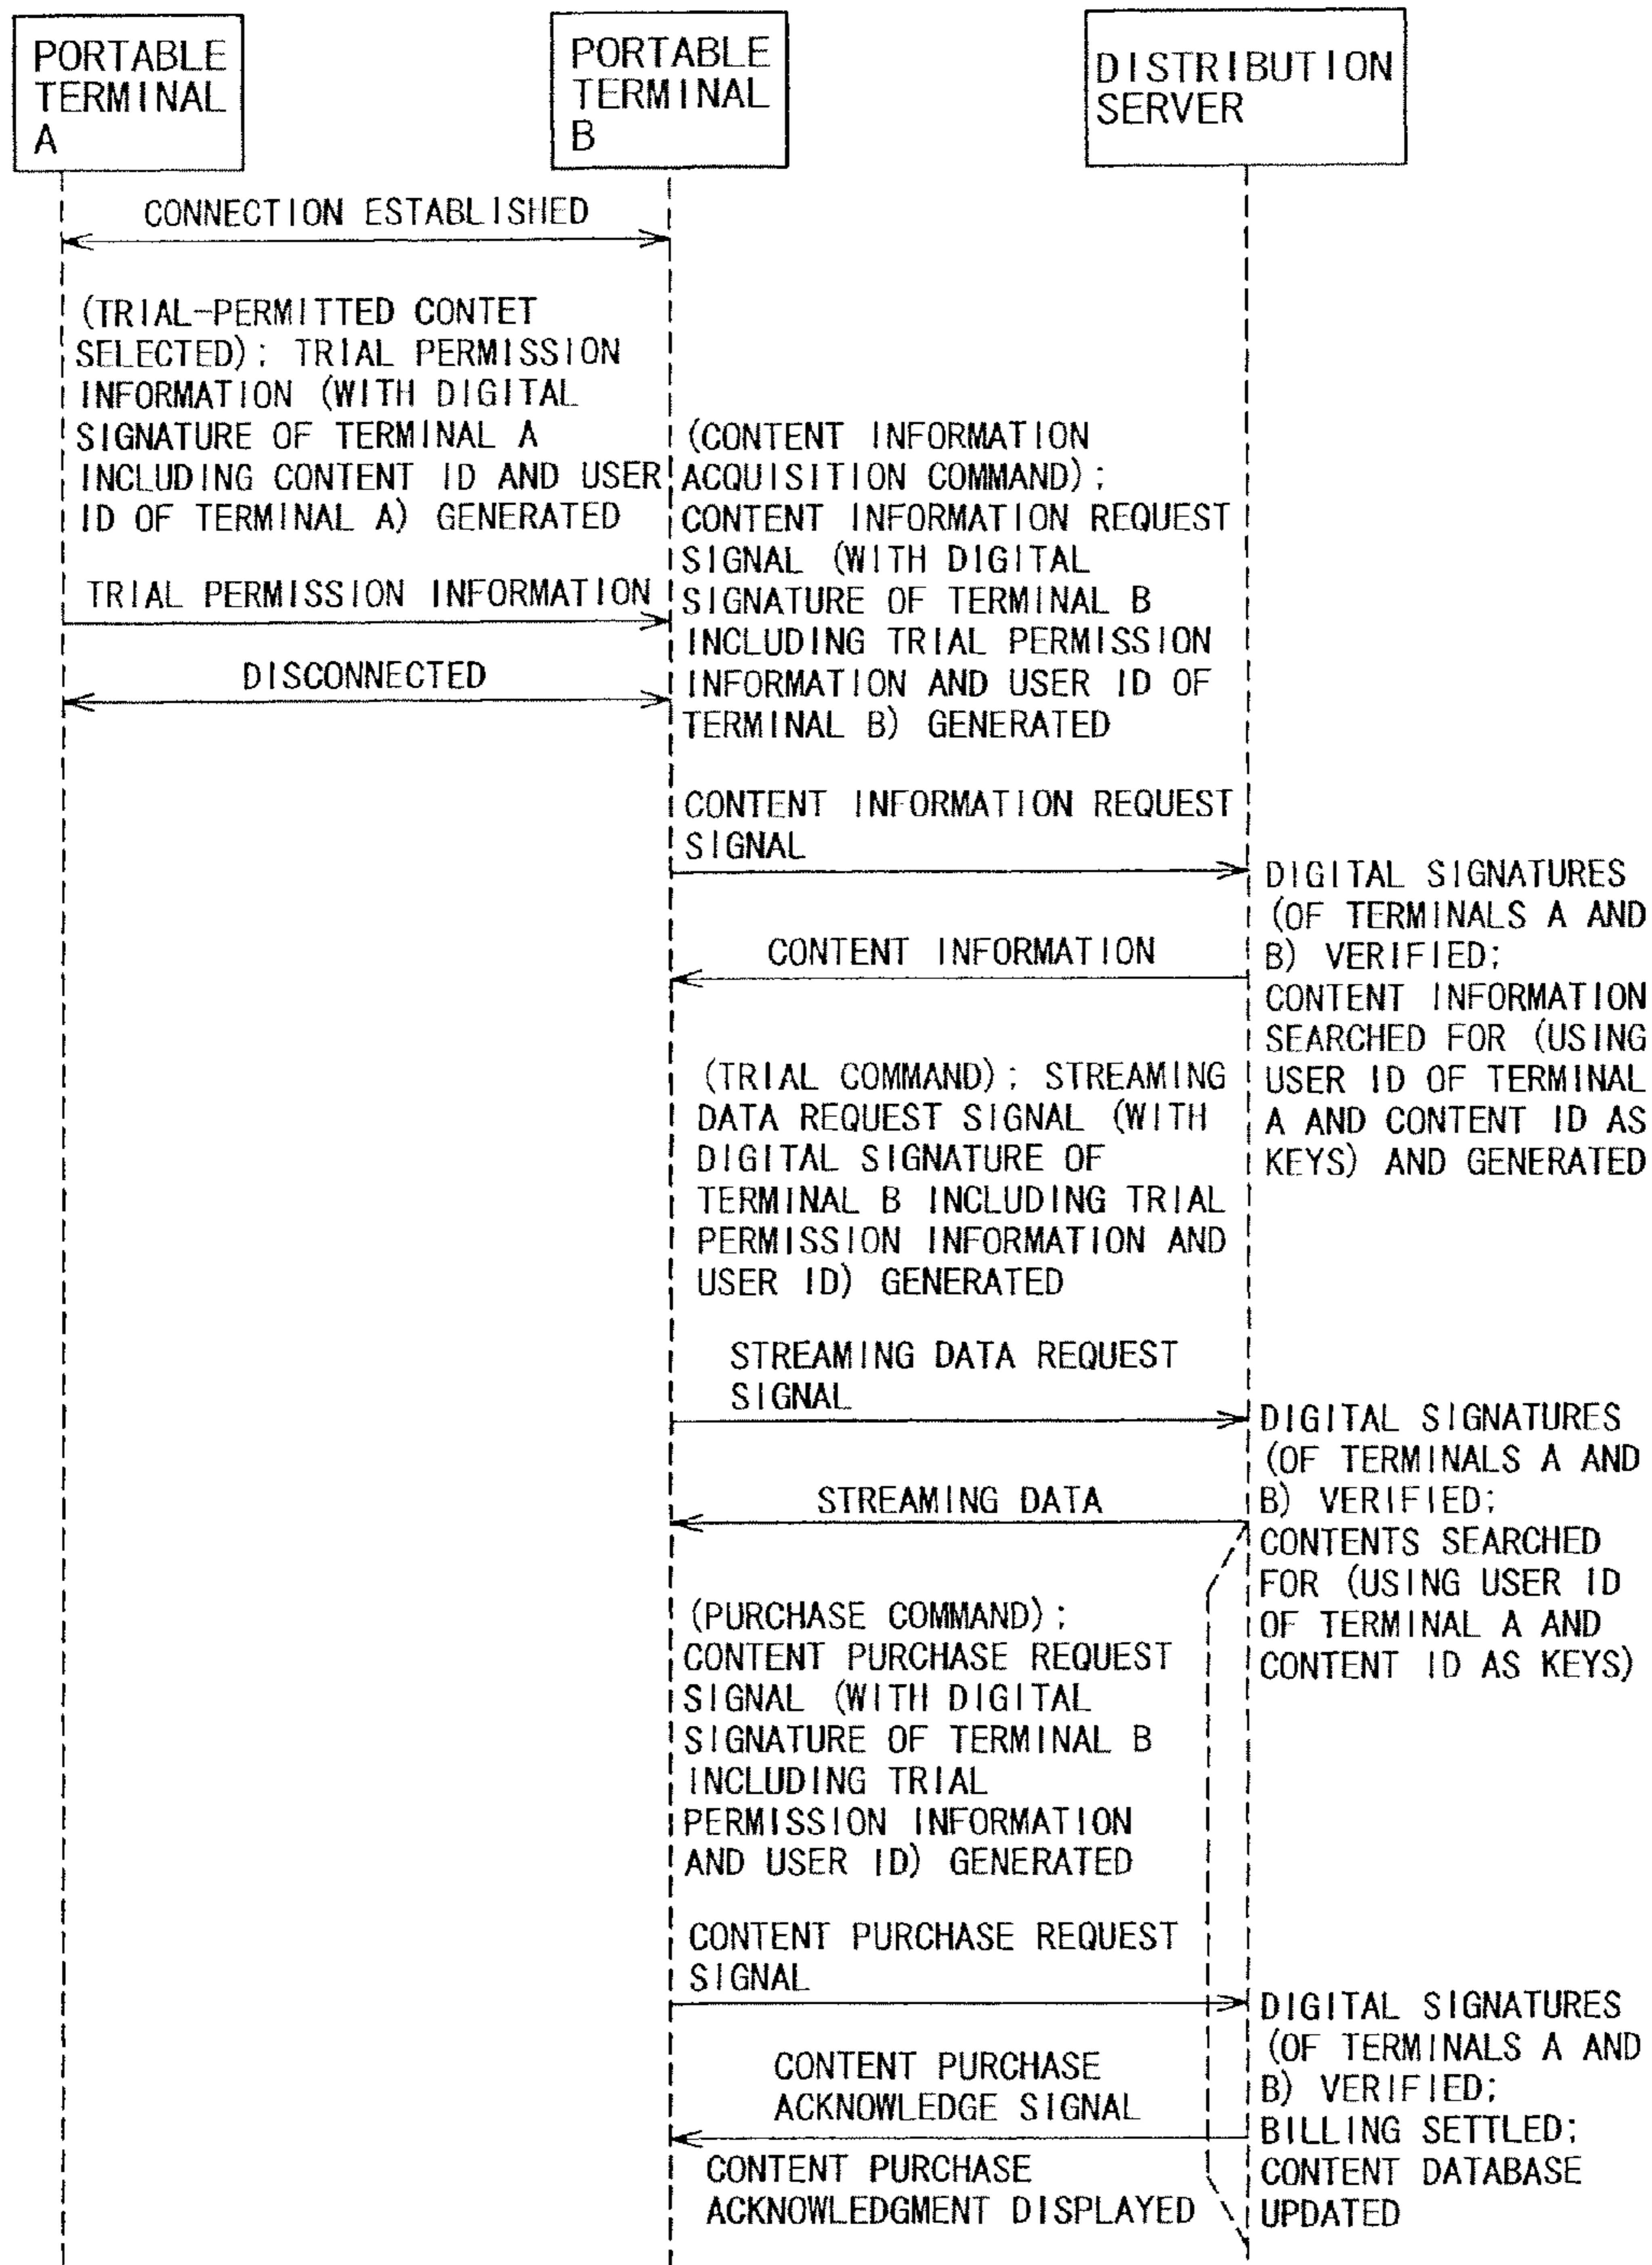 PORTABLE
TERMINAL
A
PORTABLE
TERMINAL
B
DISTRIBUTION
SERVER
CONNECTION ESTABLISHED
(TRIAL-PERMITTED CONTET
SELECTED); TRIAL PERMISSION
INFORMATION (WITH DIGITAL
SIGNATURE OF TERMINAL A
INCLUDING CONTENT ID AND USER
ID OF TERMINAL A) GENERATED
TRIAL PERMISSION INFORMATION
DISCONNECTED
(CONTENT INFORMATION
ACQUISITION COMMAND);
CONTENT INFORMATION REQUEST
SIGNAL (WITH DIGITAL
SIGNATURE OF TERMINAL B
INCLUDING TRIAL PERMISSION
INFORMATION AND USER ID OF
TERMINAL B) GENERATED
CONTENT INFORMATION REQUEST
SIGNAL
DIGITAL SIGNATURES
(OF TERMINALS A AND
B) VERIFIED;
CONTENT INFORMATION
SEARCHED FOR (USING
USER ID OF TERMINAL
A AND CONTENT ID AS
KEYS) AND GENERATED
CONTENT INFORMATION
(TRIAL COMMAND); STREAMING
DATA REQUEST SIGNAL (WITH
DIGITAL SIGNATURE OF
TERMINAL B INCLUDING TRIAL
PERMISSION INFORMATION AND
USER ID) GENERATED
STREAMING DATA REQUEST
SIGNAL
DIGITAL SIGNATURES
(OF TERMINALS A AND
B) VERIFIED;
CONTENTS SEARCHED
FOR (USING USER ID
OF TERMINAL A AND
CONTENT ID AS KEYS)
STREAMING DATA
(PURCHASE COMMAND);
CONTENT PURCHASE REQUEST
SIGNAL (WITH DIGITAL
SIGNATURE OF TERMINAL B
INCLUDING TRIAL
PERMISSION INFORMATION
AND USER ID) GENERATED
CONTENT PURCHASE REQUEST
SIGNAL
DIGITAL SIGNATURES
(OF TERMINALS A AND
B) VERIFIED;
BILLING SETTLED;
CONTENT DATABASE
UPDATED
CONTENT PURCHASE
ACKNOWLEDGE SIGNAL
CONTENT PURCHASE
ACKNOWLEDGMENT DISPLAYED